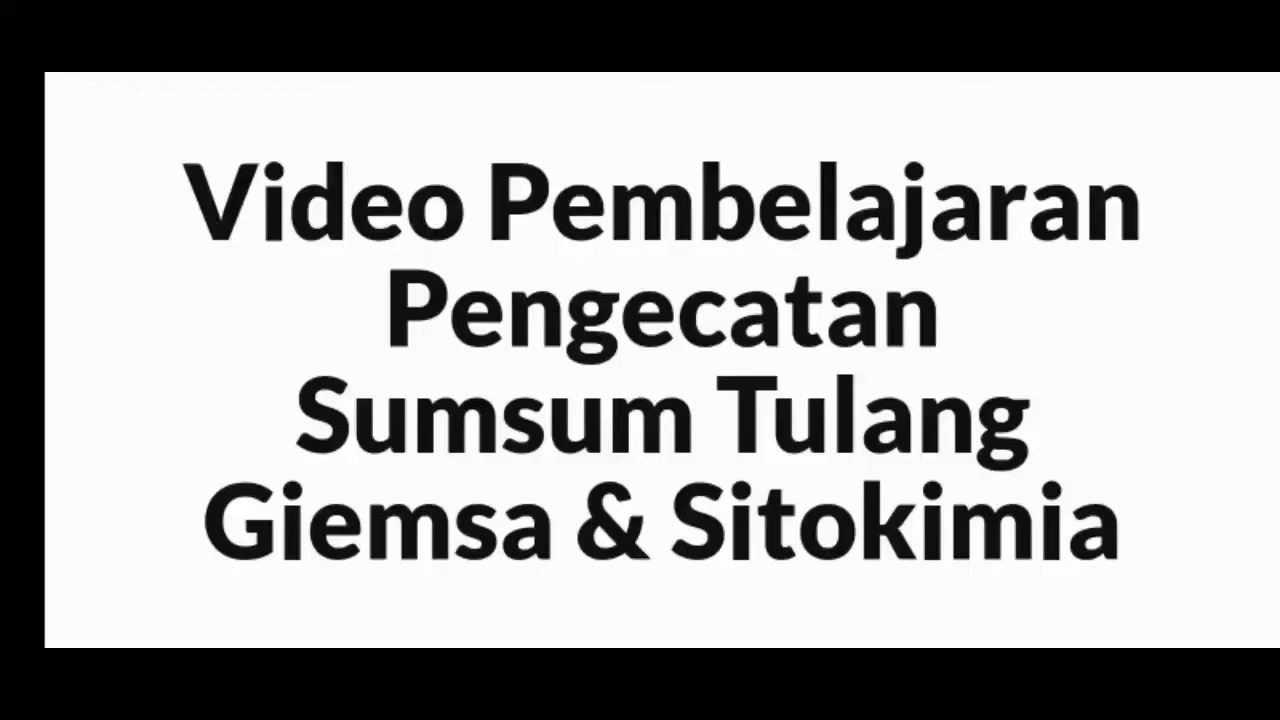 Video Pembelajaran
Pengecatan
Sumsum Tulang
Giemsa & Sitokimia